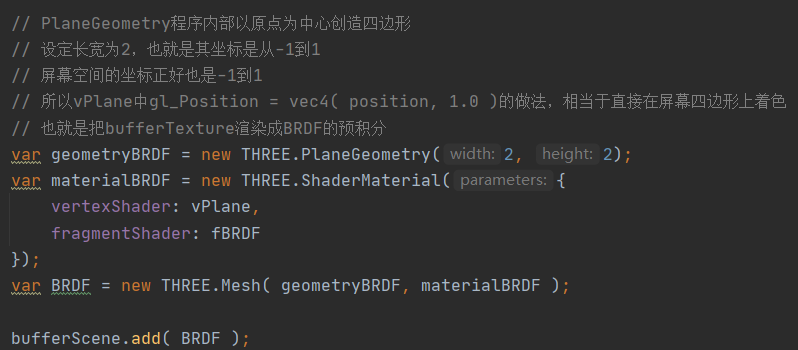 // PlaneGeometry程序内部以原点为中心创造四边形
// 设定长宽为2，也就是其坐标是从-1到1
// 屏幕空间的坐标正好也是-1到1
// 所以vPlane中gl_Position = vec4( position, 1.0 )的做法，相当于直接在屏幕四边形上着色
// 也就是把bufferTexture渲染成BRDF的预积分
var geometryBRDF = new THREE.PlaneGeometry( width: 2, height: 2);
var materialBRDF = new THREE.ShaderMaterial( parameters: {
    vertexShader: vPlane,
    fragmentShader: fBRDF
});
var BRDF = new THREE.Mesh( geometryBRDF, materialBRDF );
bufferScene.add( BRDF );